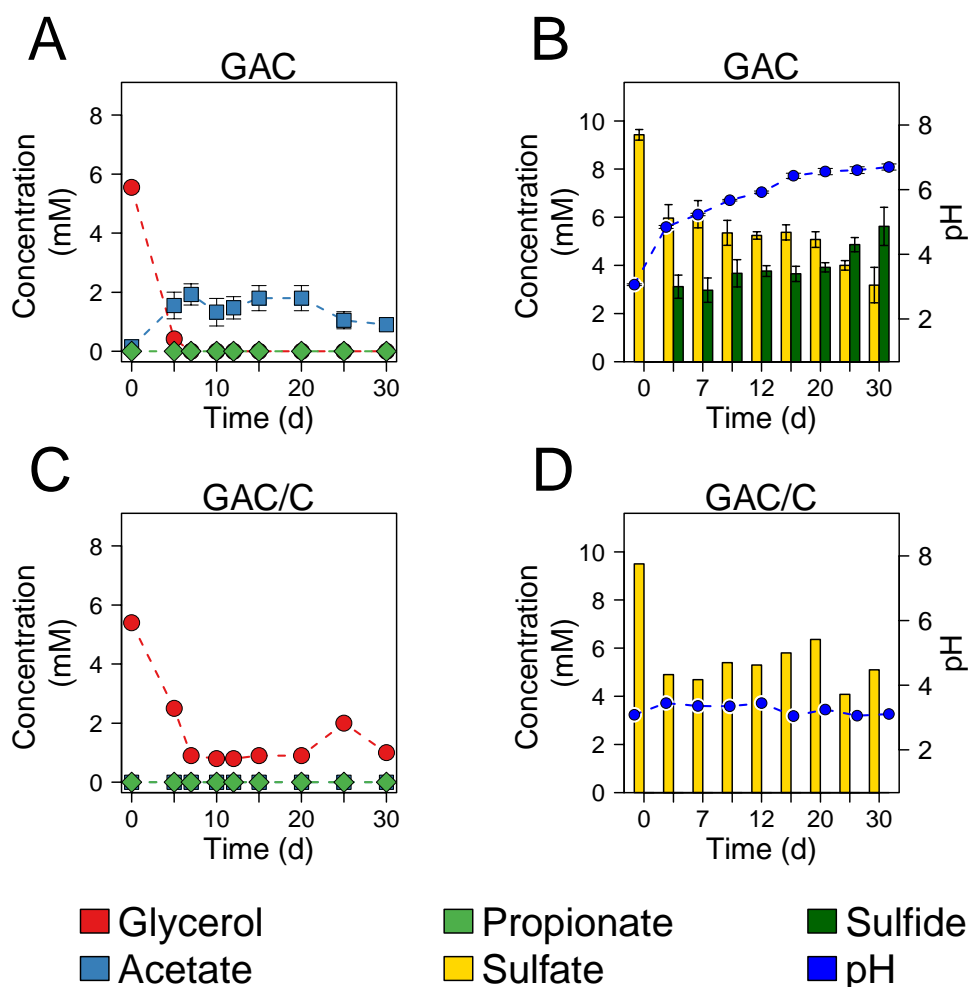 A
GAC
Concentration
(mM)
8
6
4
2
0
0 10 20 30
Time (d)
B
GAC
Concentration
(mM)
10
8
6
4
2
0
8
6
4
2
pH
0 7 12 20 30
Time (d)
C
GAC/C
Concentration
(mM)
8
6
4
2
0
0 10 20 30
Time (d)
D
GAC/C
Concentration
(mM)
10
8
6
4
2
0
8
6
4
2
pH
0 7 12 20 30
Time (d)
Glycerol Propionate Sulfide
Acetate Sulfate pH